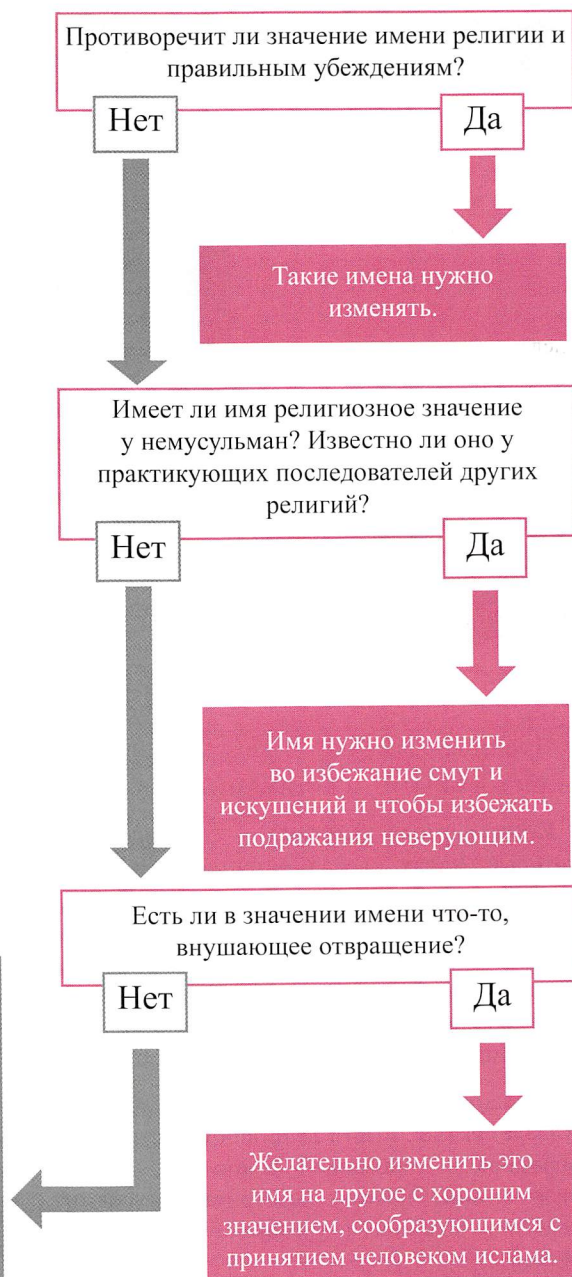 Противоречит ли значение имени религии и
правильным убеждениям?
Нет
Да
Такие имена нужно
изменять.
Имеет ли имя религиозное значение
у немусульман? Известно ли оно у
практикующих последователей других
религий?
Нет
Да
Имя нужно изменить
во избежание смут и
искушений и чтобы избежать
подражания неверующим.
Есть ли в значении имени что-то,
внушающее отвращение?
Нет
Да
Желательно изменить это
имя на другое с хорошим
значением, сообразующимся с
принятием человеком ислама.